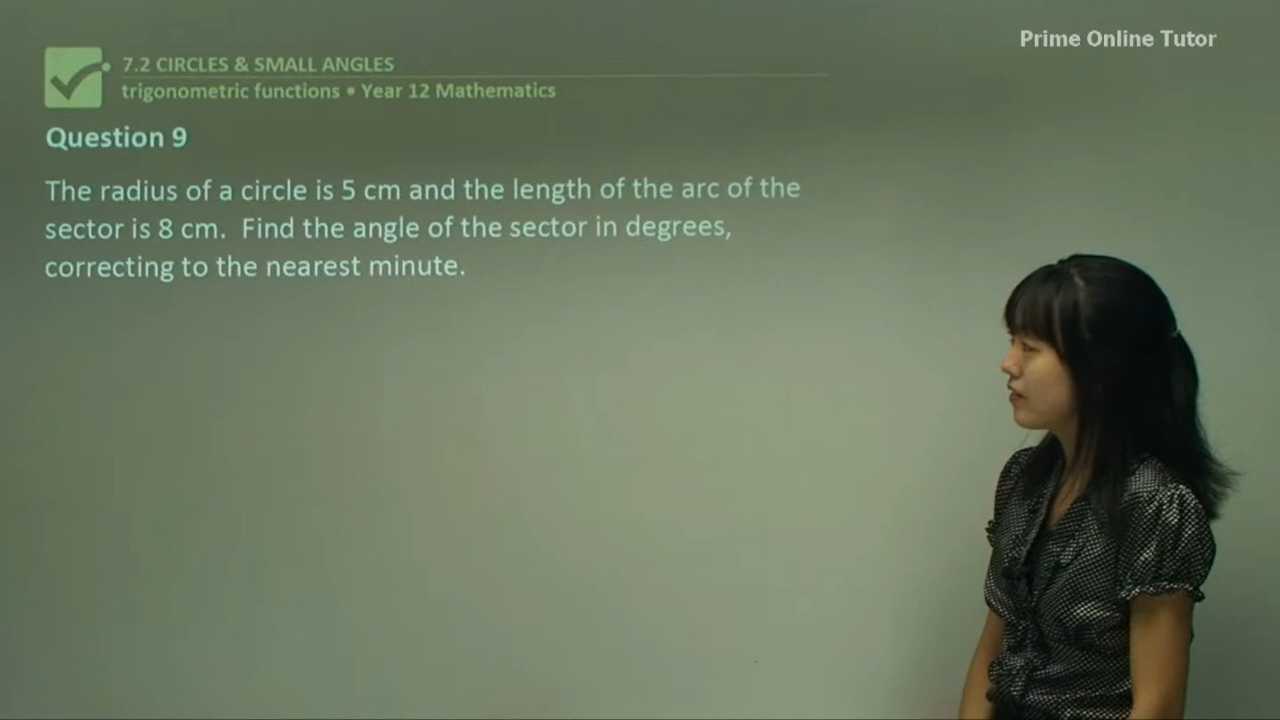 Prime Online Tutor
7.2 CIRCLES & SMALL ANGLES
trigonometric functions • Year 12 Mathematics
Question 9
The radius of a circle is 5 cm and the length of the arc of the
sector is 8 cm. Find the angle of the sector in degrees,
correcting to the nearest minute.